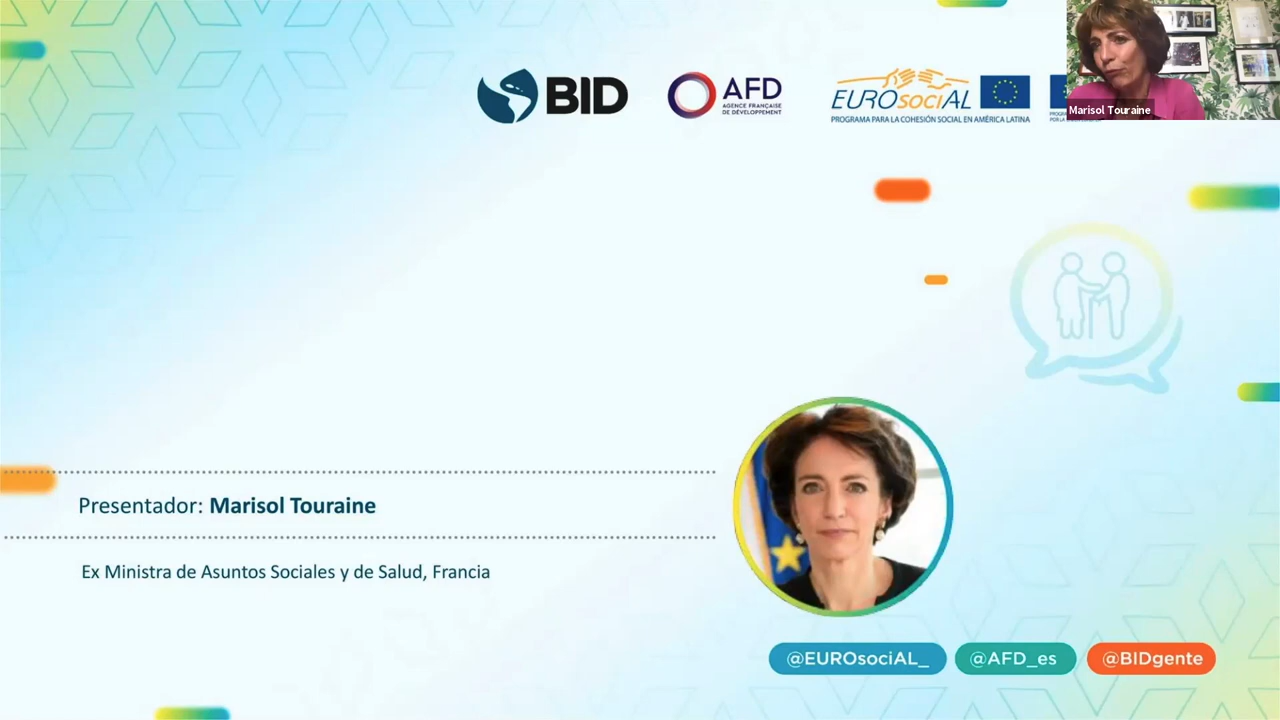 BID
AFD
AGENCE FRANÇAISE
DE DÉVELOPPEMENT
EUROsociAL
PROGRAMA PARA LA COHESIÓN SOCIAL EN AMÉRICA LATINA
Marisol Touraine
Presentador: Marisol Touraine
Ex Ministra de Asuntos Sociales y de Salud, Francia
@EUROsociAL_
@AFD_es
@BIDgente